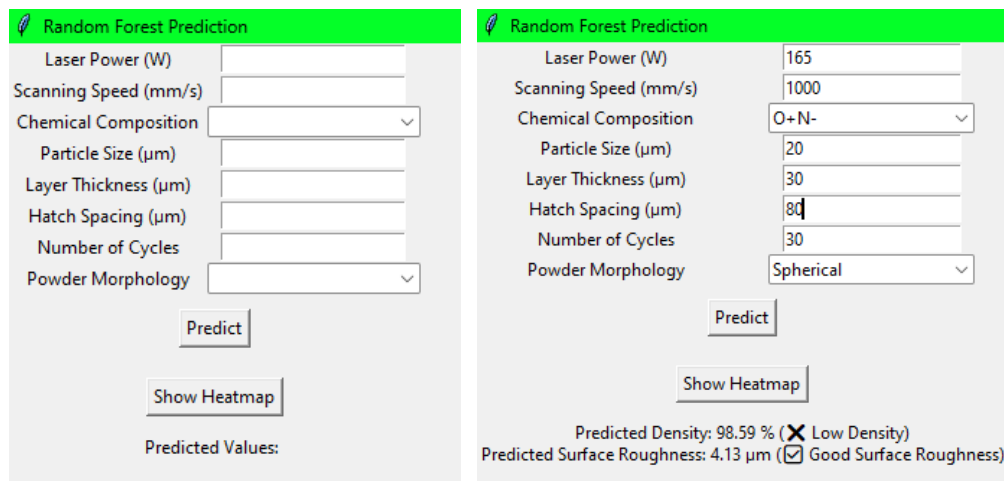 Random Forest Prediction
Laser Power (W)
Scanning Speed (mm/s)
Chemical Composition
Particle Size (µm)
Layer Thickness (µm)
Hatch Spacing (µm)
Number of Cycles
Powder Morphology
Predict
Show Heatmap
Predicted Values:
Random Forest Prediction
Laser Power (W) 165
Scanning Speed (mm/s) 1000
Chemical Composition O+N-
Particle Size (µm) 20
Layer Thickness (µm) 30
Hatch Spacing (µm) 80
Number of Cycles 30
Powder Morphology Spherical
Predict
Show Heatmap
Predicted Density: 98.59 % (❌ Low Density)
Predicted Surface Roughness: 4.13 µm (☑ Good Surface Roughness)